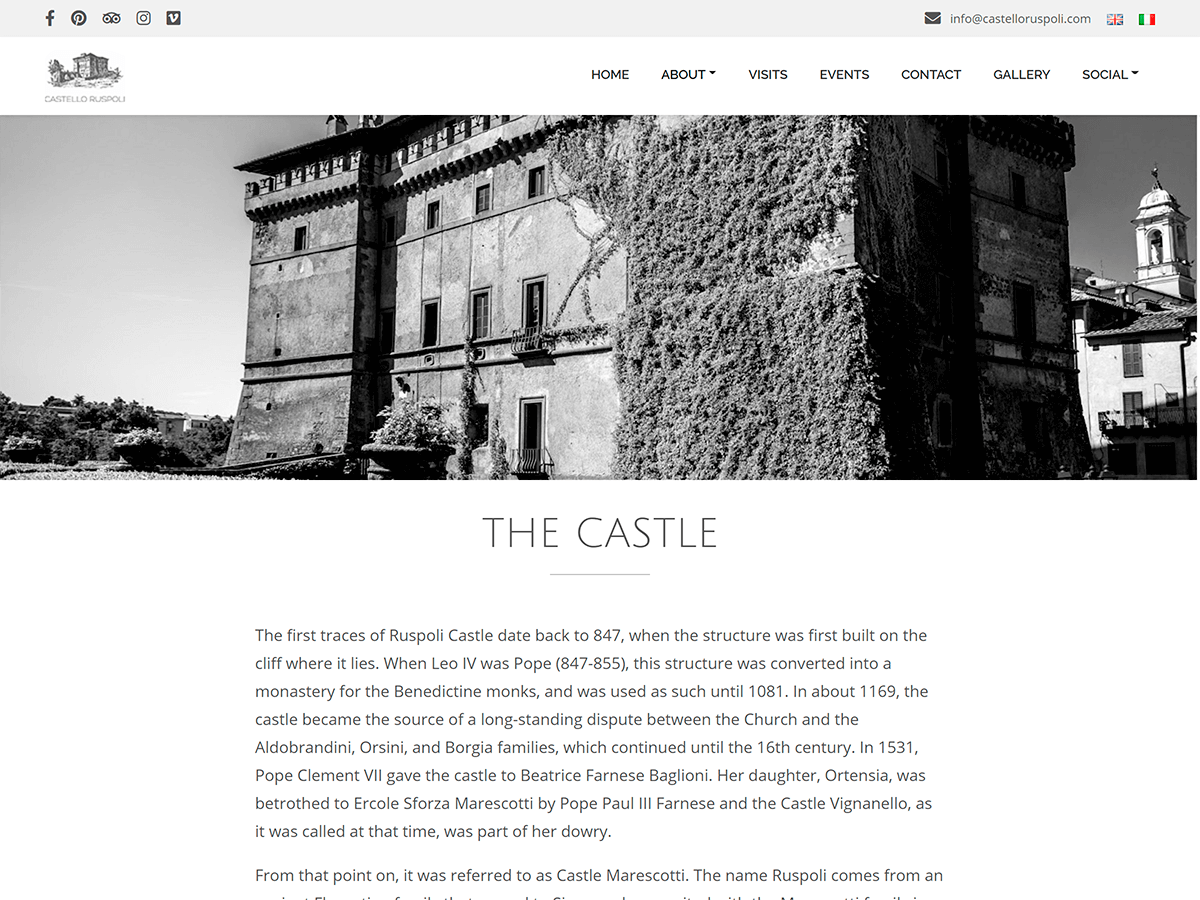 info@castelloruspoli.com
CASTELLO RUSPOLI
HOME ABOUT VISITS EVENTS CONTACT GALLERY SOCIAL
THE CASTLE
The first traces of Ruspoli Castle date back to 847, when the structure was first built on the
cliff where it lies. When Leo IV was Pope (847-855), this structure was converted into a
monastery for the Benedictine monks, and was used as such until 1081. In about 1169, the
castle became the source of a long-standing dispute between the Church and the
Aldobrandini, Orsini, and Borgia families, which continued until the 16th century. In 1531,
Pope Clement VII gave the castle to Beatrice Farnese Baglioni. Her daughter, Ortensia, was
betrothed to Ercole Sforza Marescotti by Pope Paul III Farnese and the Castle Vignanello, as
it was called at that time, was part of her dowry.
From that point on, it was referred to as Castle Marescotti. The name Ruspoli comes from an